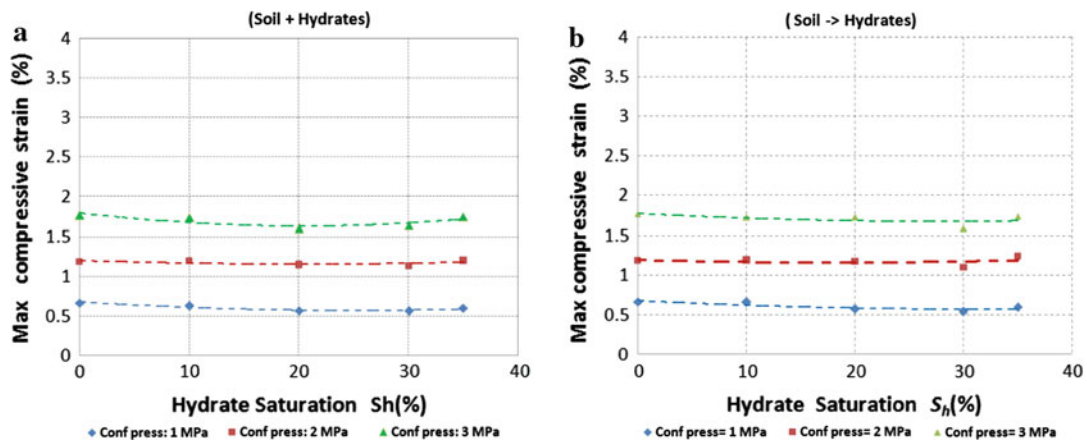 (Soil + Hydrates)
a
Max compressive strain (%)
4
3.5
3
2.5
2
1.5
1
0.5
0
0 10 20 30 40
Hydrate Saturation Sh(%)
Conf press: 1 MPa Conf press: 2 MPa Conf press: 3 MPa
( Soil -> Hydrates)
b
Max compressive strain (%)
4
3.5
3
2.5
2
1.5
1
0.5
0
0 10 20 30 40
Hydrate Saturation Sh(%)
Conf press= 1 MPa Conf press= 2 MPa Conf press= 3 MPa